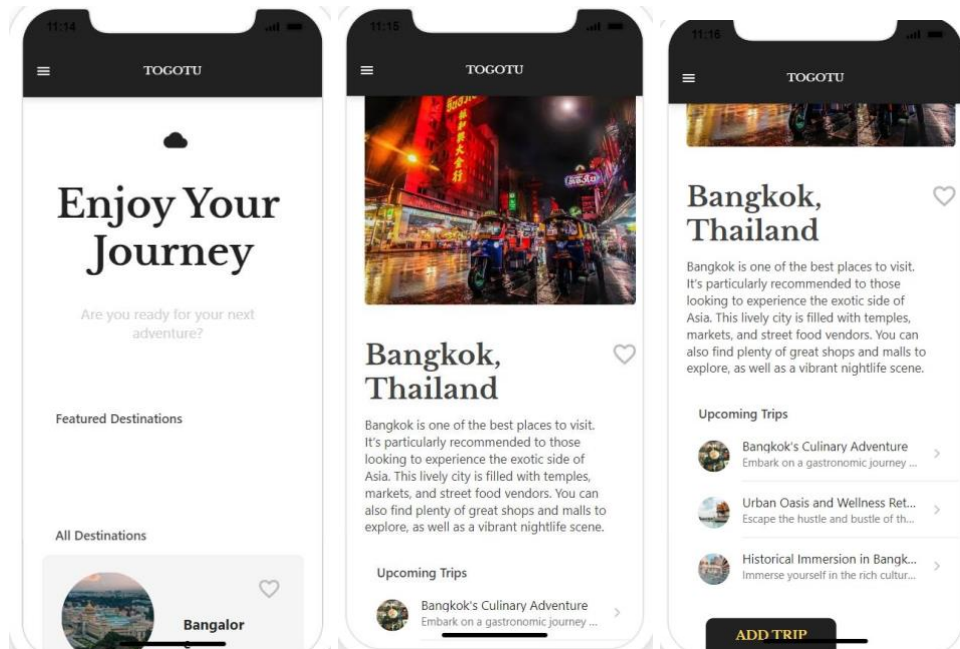 11:14
TOGOTU
Enjoy Your
Journey
Are you ready for your next
adventure?
Featured Destinations
All Destinations
Bangalor
11:15
TOGOTU
Bangkok,
Thailand
Bangkok is one of the best places to visit.
It's particularly recommended to those
looking to experience the exotic side of
Asia. This lively city is filled with temples,
markets, and street food vendors. You can
also find plenty of great shops and malls to
explore, as well as a vibrant nightlife scene.
Upcoming Trips
Bangkok's Culinary Adventure
Embark on a gastronomic journey ...
11:16
TOGOTU
Bangkok,
Thailand
Bangkok is one of the best places to visit.
It's particularly recommended to those
looking to experience the exotic side of
Asia. This lively city is filled with temples,
markets, and street food vendors. You can
also find plenty of great shops and malls to
explore, as well as a vibrant nightlife scene.
Upcoming Trips
Bangkok's Culinary Adventure
Embark on a gastronomic journey ...
Urban Oasis and Wellness Ret...
Escape the hustle and bustle of th...
Historical Immersion in Bangk...
Immerse yourself in the rich cultur...
ADD TRIP